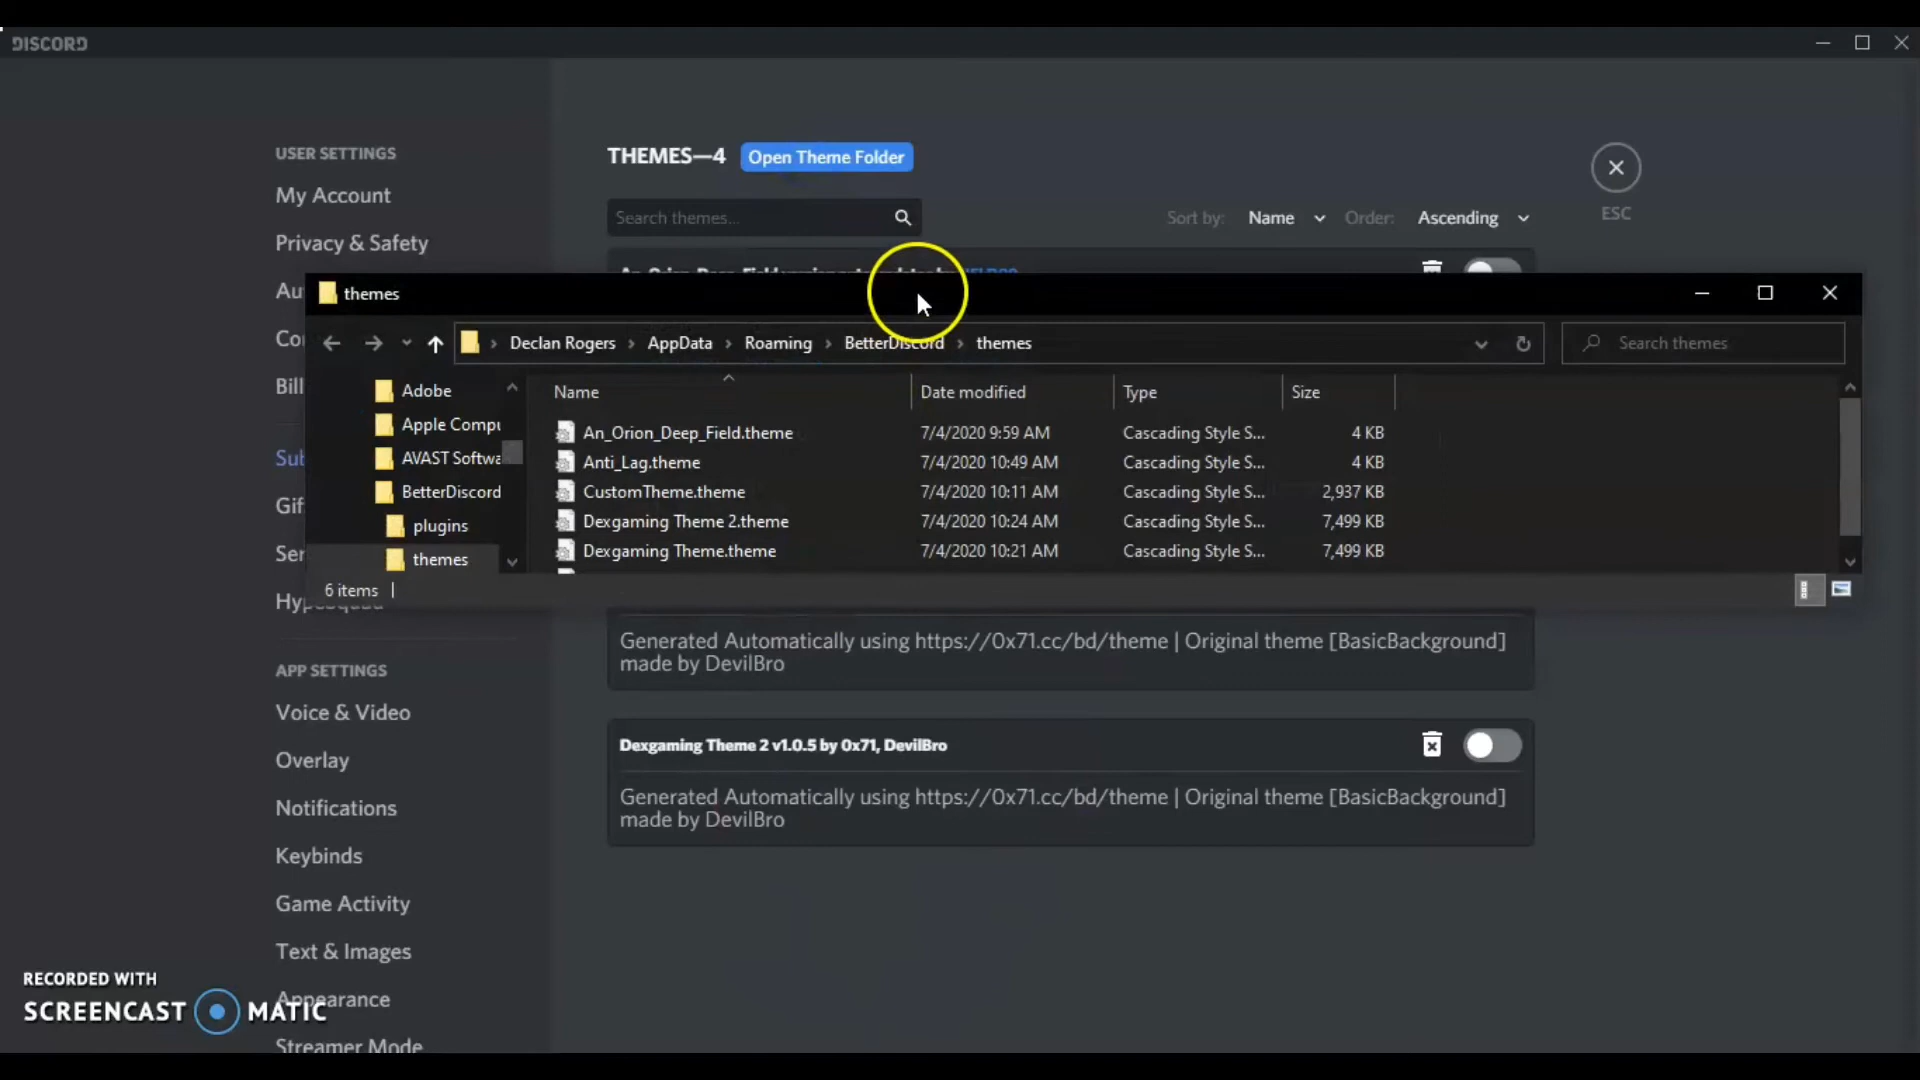 DISCORD
USER SETTINGS
My Account
Privacy & Safety
THEMES—4
Open Theme Folder
Search themes...
Sort by: Name Order: Ascending
ESC
themes
Declan Rogers > AppData > Roaming > BetterDiscord > themes
Search themes
Adobe
Apple Compu
AVAST Softwa
BetterDiscord
plugins
themes
Name Date modified Type Size
An_Orion_Deep_Field.theme 7/4/2020 9:59 AM Cascading Style S... 4 KB
Anti_Lag.theme 7/4/2020 10:49 AM Cascading Style S... 4 KB
CustomTheme.theme 7/4/2020 10:11 AM Cascading Style S... 2,937 KB
Dexgaming Theme 2.theme 7/4/2020 10:24 AM Cascading Style S... 7,499 KB
Dexgaming Theme.theme 7/4/2020 10:21 AM Cascading Style S... 7,499 KB
6 items
Generated Automatically using https://0x71.cc/bd/theme | Original theme [BasicBackground]
made by DevilBro
Dexgaming Theme 2 v1.0.5 by 0x71, DevilBro
Generated Automatically using https://0x71.cc/bd/theme | Original theme [BasicBackground]
made by DevilBro
APP SETTINGS
Voice & Video
Overlay
Notifications
Keybinds
Game Activity
Text & Images
Appearance
Streamer Mode
RECORDED WITH
SCREENCAST MATIC